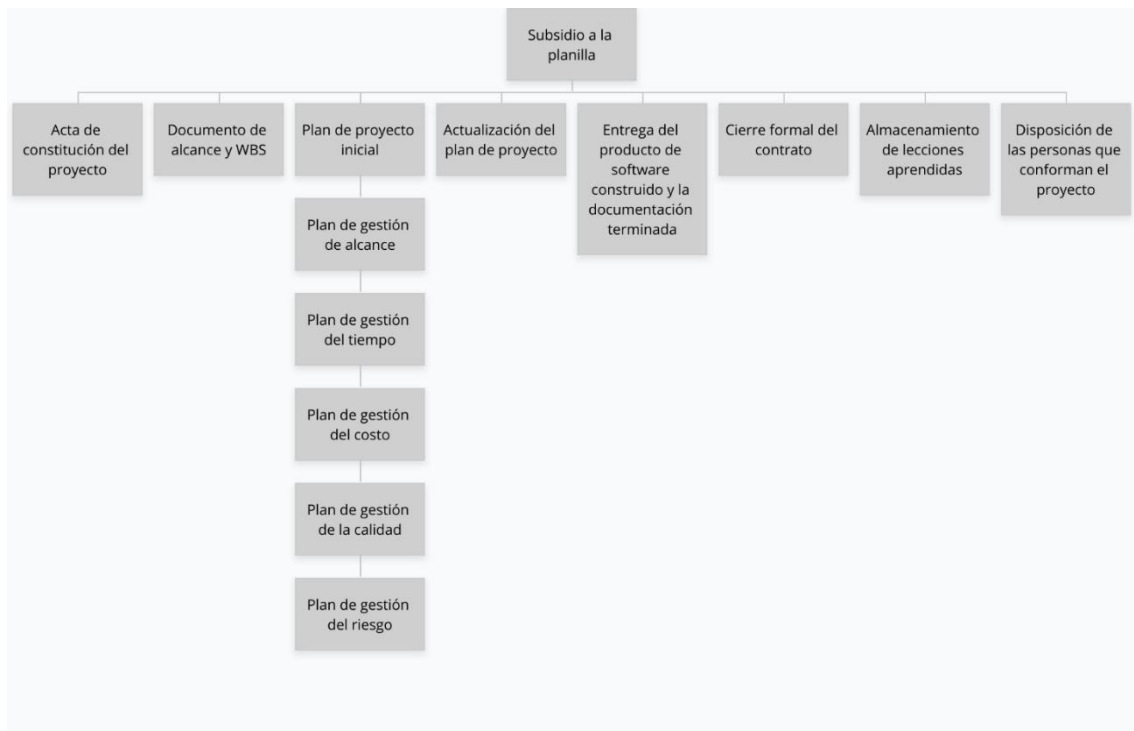 Subsidio a la
planilla
Acta de
constitución del
proyecto
Documento de
alcance y WBS
Plan de proyecto
inicial
Actualización del
plan de proyecto
Entrega del
producto de
software
construido y la
documentación
terminada
Cierre formal del
contrato
Almacenamiento
de lecciones
aprendidas
Disposición de
las personas que
conforman el
proyecto
Plan de gestión
de alcance
Plan de gestión
del tiempo
Plan de gestión
del costo
Plan de gestión
de la calidad
Plan de gestión
del riesgo